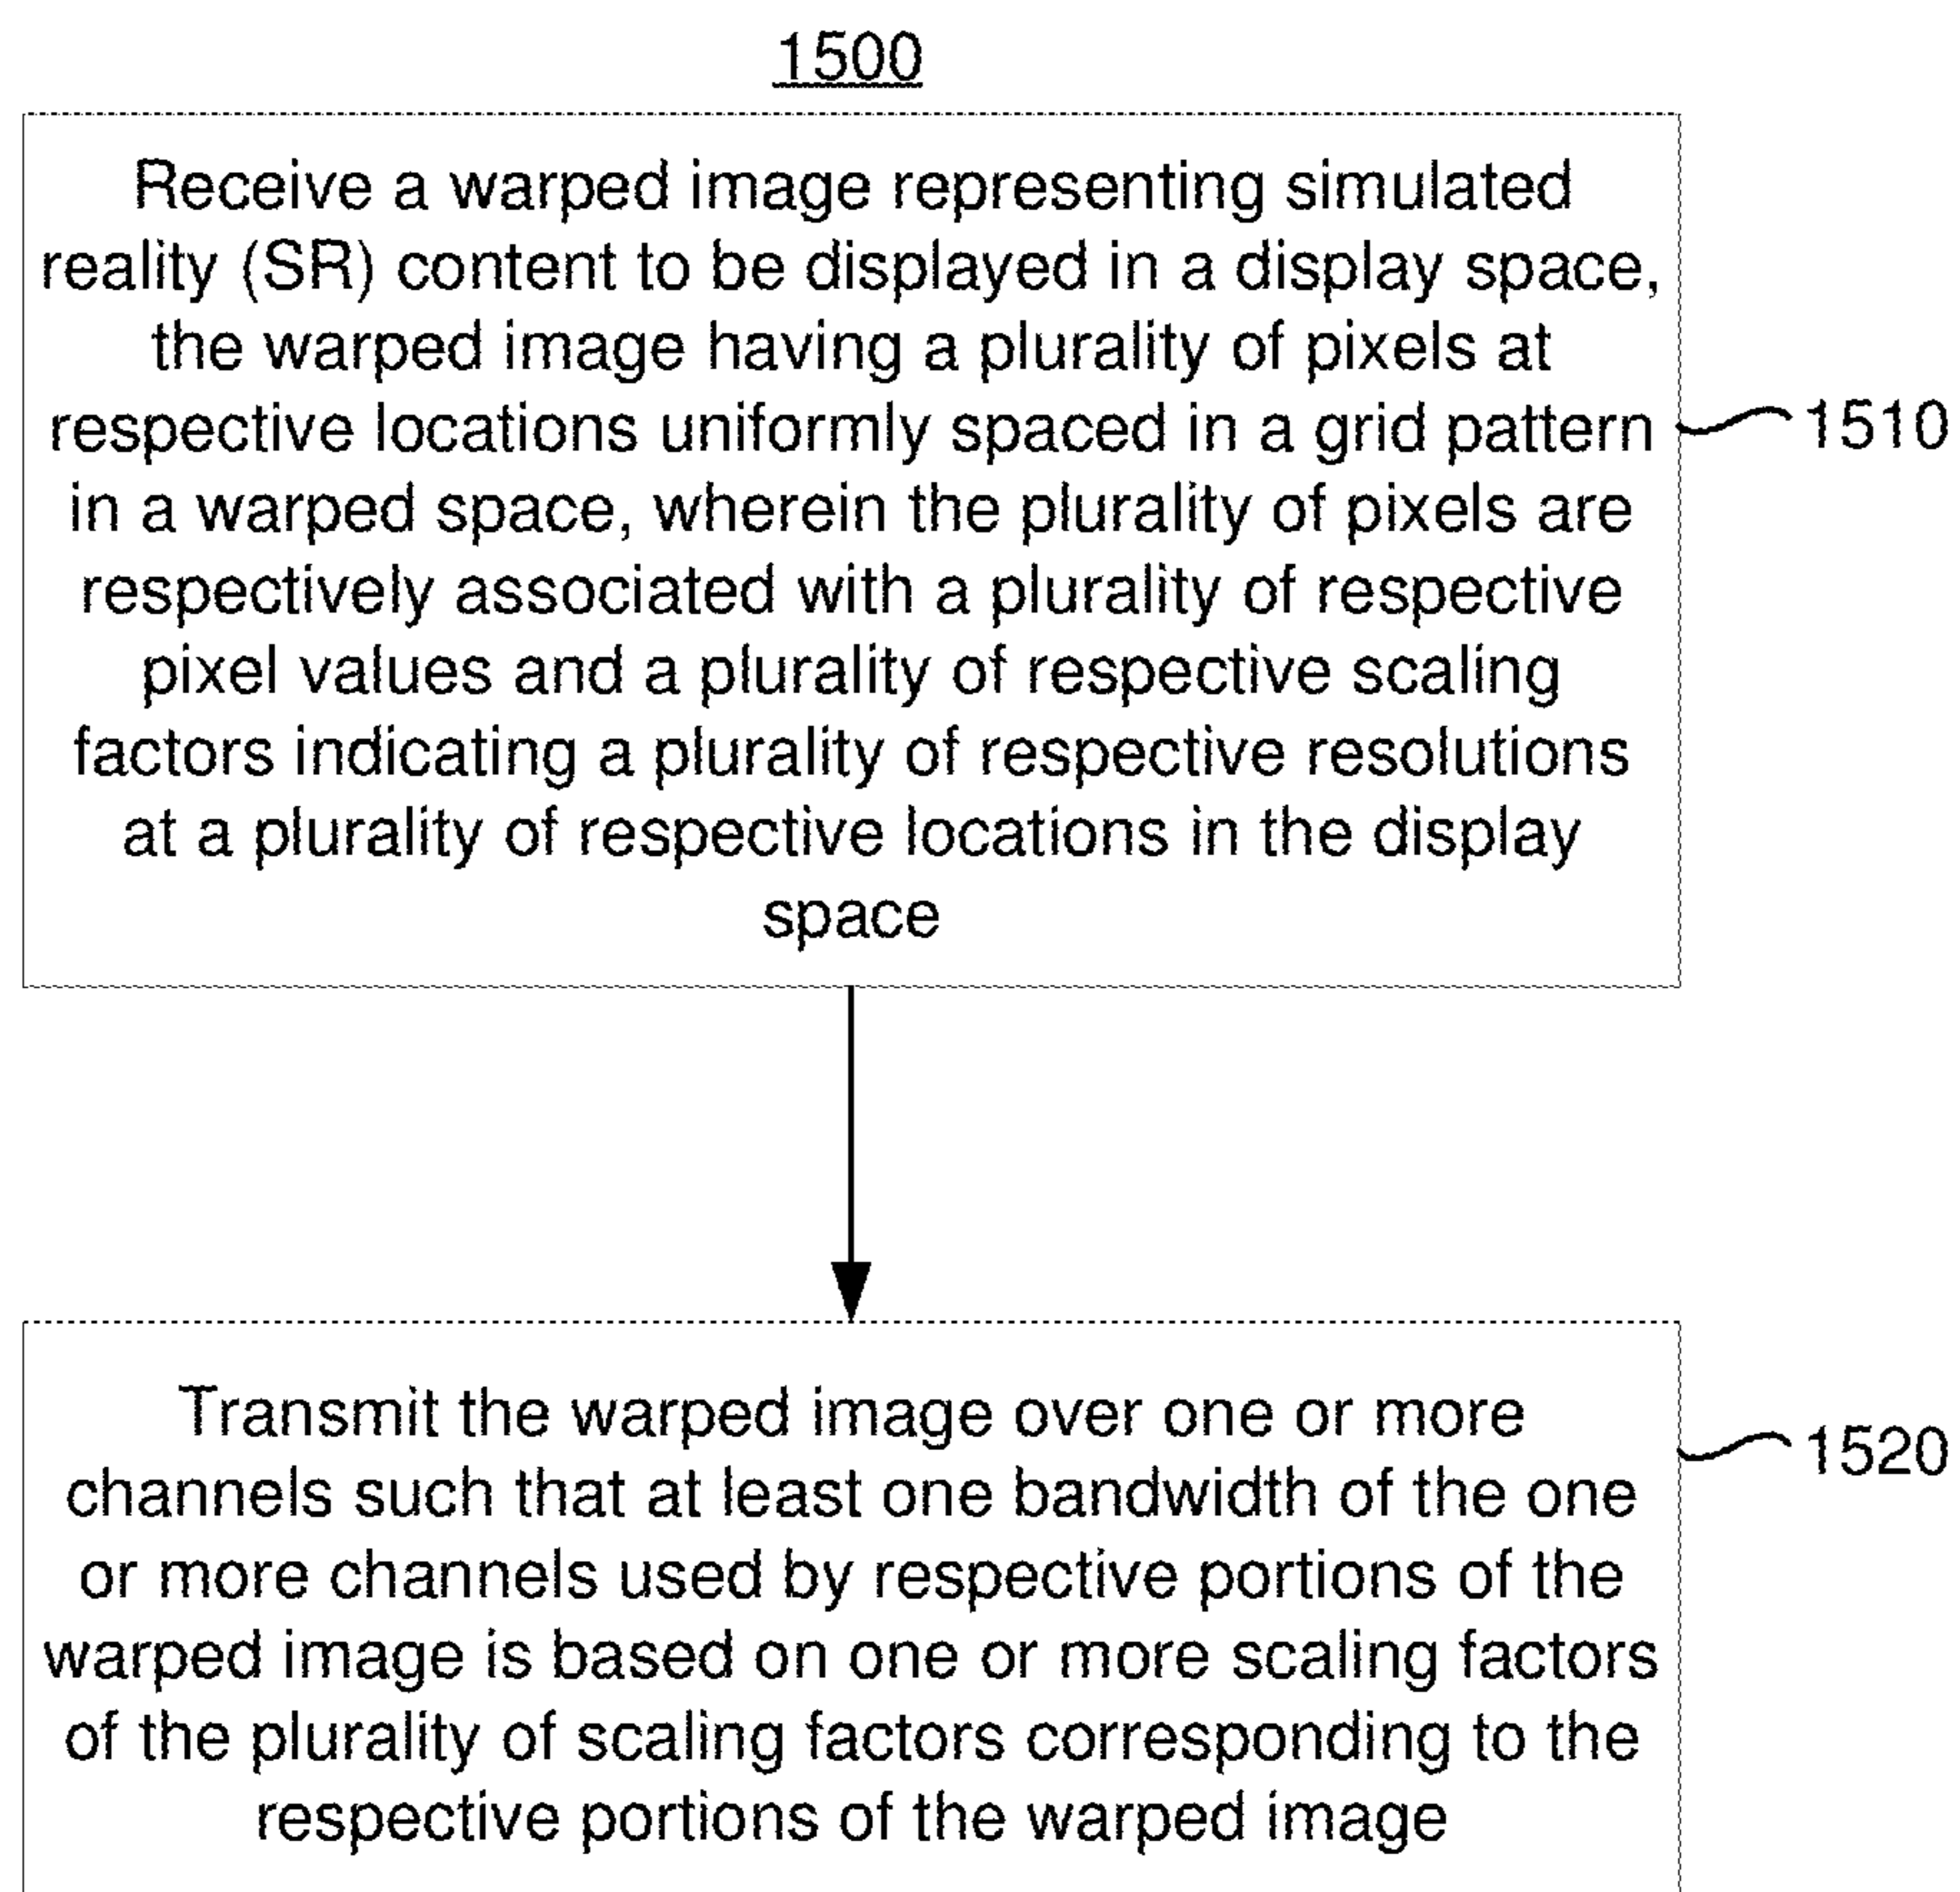 1500
Receive a warped image representing simulated
reality (SR) content to be displayed in a display space,
the warped image having a plurality of pixels at
respective locations uniformly spaced in a grid pattern
in a warped space, wherein the plurality of pixels are
respectively associated with a plurality of respective
pixel values and a plurality of respective scaling
factors indicating a plurality of respective resolutions
at a plurality of respective locations in the display
space
1510
Transmit the warped image over one or more
channels such that at least one bandwidth of the one
or more channels used by respective portions of the
warped image is based on one or more scaling factors
of the plurality of scaling factors corresponding to the
respective portions of the warped image
1520